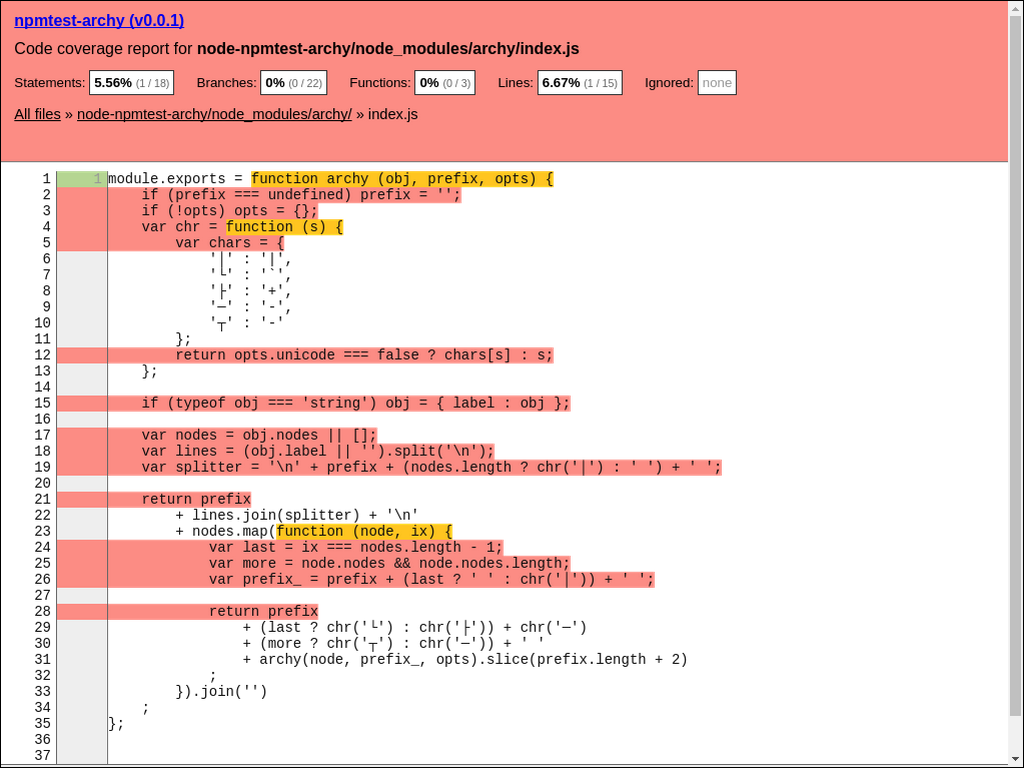 npmtest-archy (v0.0.1)
Code coverage report for node-npmtest-archy/node_modules/archy/index.js
Statements: 5.56% (1 / 18) Branches: 0% (0 / 22) Functions: 0% (0 / 3) Lines: 6.67% (1 / 15) Ignored: none
All files » node-npmtest-archy/node_modules/archy/ » index.js
1 1 module.exports = function archy (obj, prefix, opts) {
2     if (prefix === undefined) prefix = '';
3     if (!opts) opts = {};
4     var chr = function (s) {
5         var chars = {
6             '│' : '|',
7             '└' : '`',
8             '├' : '+',
9             '─' : '-',
10             '┬' : '-'
11         };
12         return opts.unicode === false ? chars[s] : s;
13     };
14
15     if (typeof obj === 'string') obj = { label : obj };
16
17     var nodes = obj.nodes || [];
18     var lines = (obj.label || '').split('\n');
19     var splitter = '\n' + prefix + (nodes.length ? chr('│') : ' ') + ' ';
20
21     return prefix
22         + lines.join(splitter) + '\n'
23         + nodes.map(function (node, ix) {
24             var last = ix === nodes.length - 1;
25             var more = node.nodes && node.nodes.length;
26             var prefix_ = prefix + (last ? ' ' : chr('│')) + ' ';
27
28             return prefix
29                 + (last ? chr('└') : chr('├')) + chr('─')
30                 + (more ? chr('┬') : chr('─')) + ' '
31                 + archy(node, prefix_, opts).slice(prefix.length + 2)
32             ;
33         }).join('')
34     ;
35 };
36
37